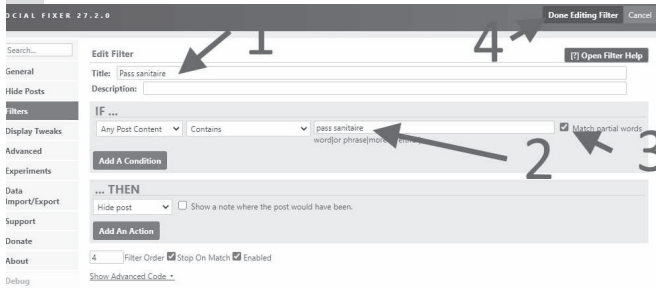 OCIAL FIXER 27.2.0
Done Editing Filter Cancel
4
1
Search...
General
Hide Posts
Filters
Display Tweaks
Advanced
Experiments
Data
Import/Export
Support
Donate
About
Debug
Edit Filter
[?] Open Filter Help
Title: Pass sanitaire
Description:
IF ...
Any Post Content Contains pass sanitaire Match partial words
word|or phrase|more
2
3
Add A Condition
... THEN
Hide post Show a note where the post would have been.
Add An Action
4 Filter Order Stop On Match Enabled
Show Advanced Code